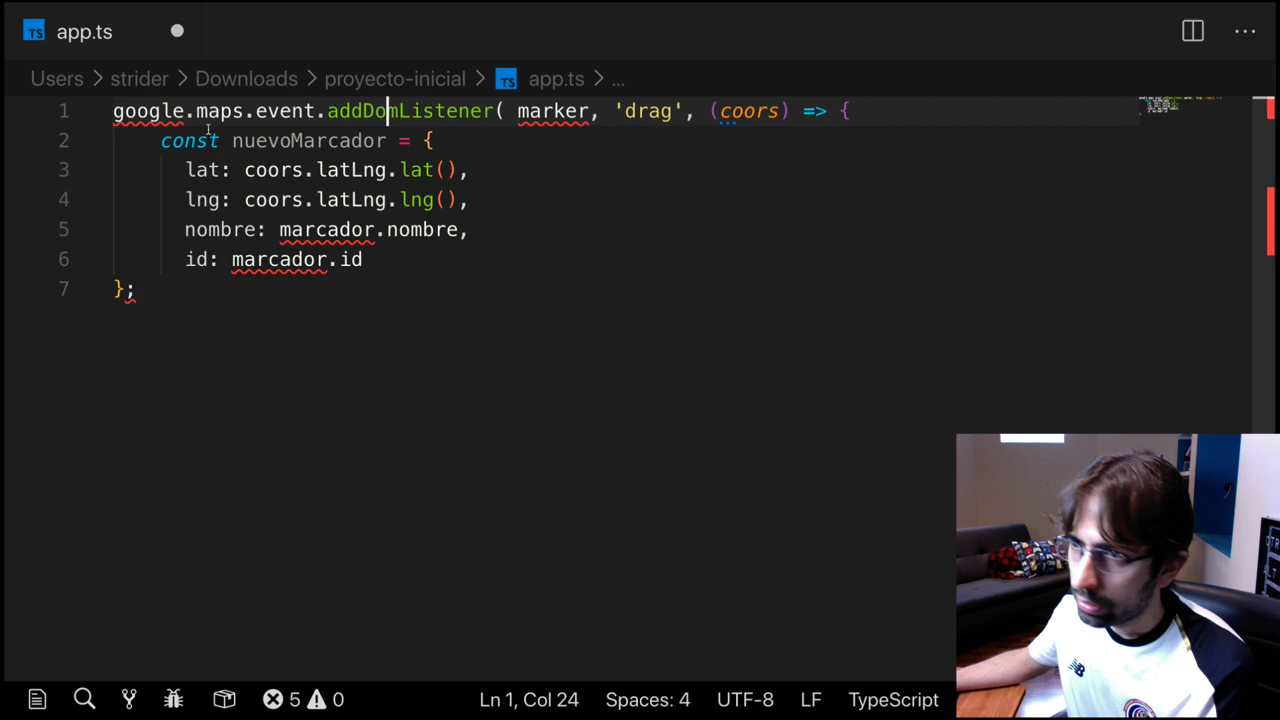 TS app.ts
Users > strider > Downloads > proyecto-inicial > TS app.ts > ...
1 google.maps.event.addDomListener( marker, 'drag', (coors) => {
2 const nuevoMarcador = {
3 lat: coors.latLng.lat(),
4 lng: coors.latLng.lng(),
5 nombre: marcador.nombre,
6 id: marcador.id
7 };
5 0 Ln 1, Col 24 Spaces: 4 UTF-8 LF TypeScript